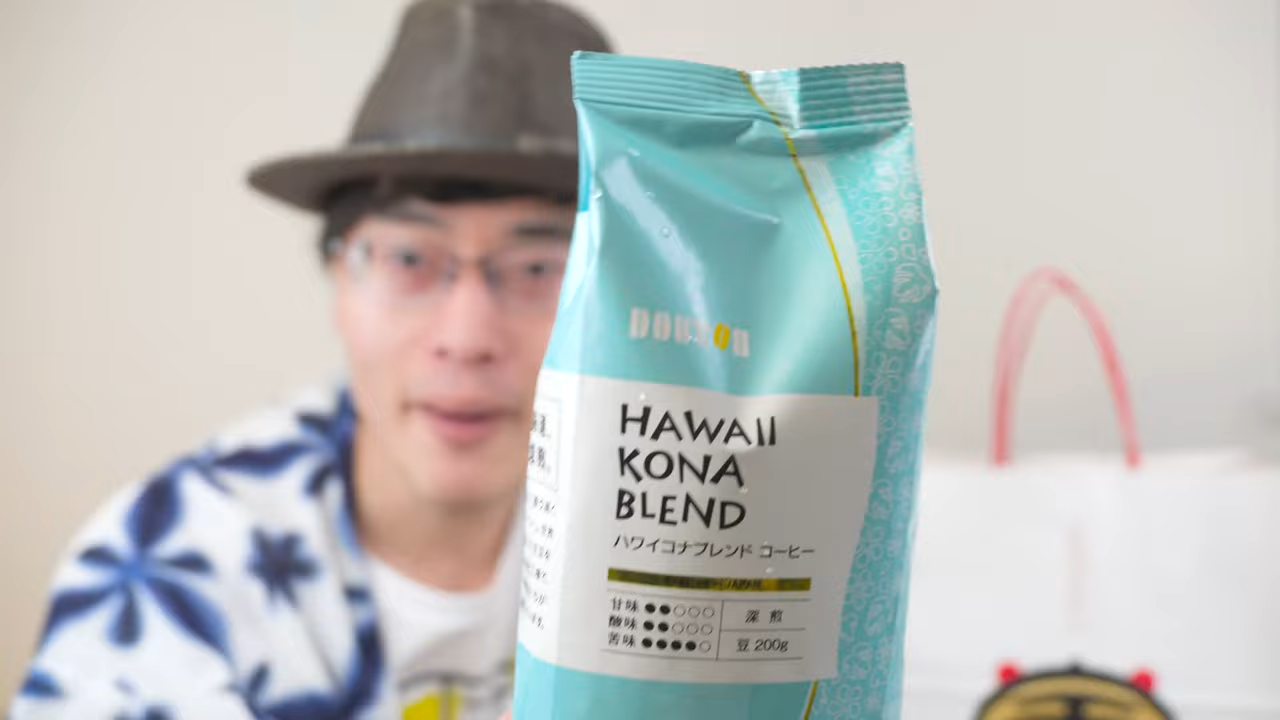 DOUTOR
HAWAII
KONA
BLEND
ハワイコナブレンド コーヒー
甘味 ●●○○○
酸味 ●●○○○
苦味 ●●●●○
深煎
豆 200g